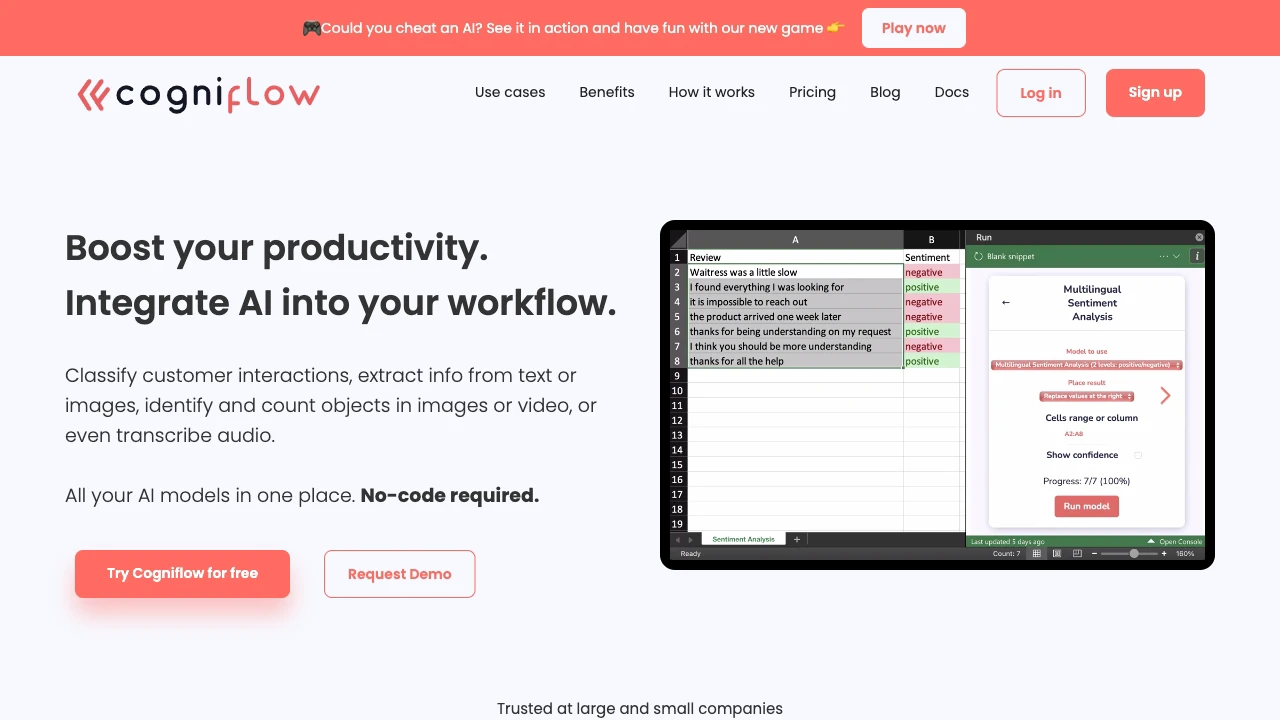 🎮Could you cheat an AI? See it in action and have fun with our new game 👉
Play now
cogniflow
Use cases
Benefits
How it works
Pricing
Blog
Docs
Log in
Sign up
Boost your productivity.
Integrate AI into your workflow.
Classify customer interactions, extract info from text or
images, identify and count objects in images or video, or
even transcribe audio.
All your AI models in one place. No-code required.
Try Cogniflow for free
Request Demo
A B
1 Review Sentiment
2 Waitress was a little slow negative
3 I found everything I was looking for positive
4 it is impossible to reach out negative
5 the product arrived one week later negative
6 thanks for being understanding on my request positive
7 I think you should be more understanding negative
8 thanks for all the help positive
9
10
11
12
13
14
15
16
17
18
19
Sentiment Analysis +
Ready
Run
Blank snippet
Multilingual
Sentiment
Analysis
Model to use
Multilingual Sentiment Analysis (2 levels: positive/negative)
Place result
Replace values at the right
Cells range or column
A2:A8
Show confidence
Progress: 7/7 (100%)
Run model
Last updated 5 days ago
Open Console
Count: 7
160%
Trusted at large and small companies